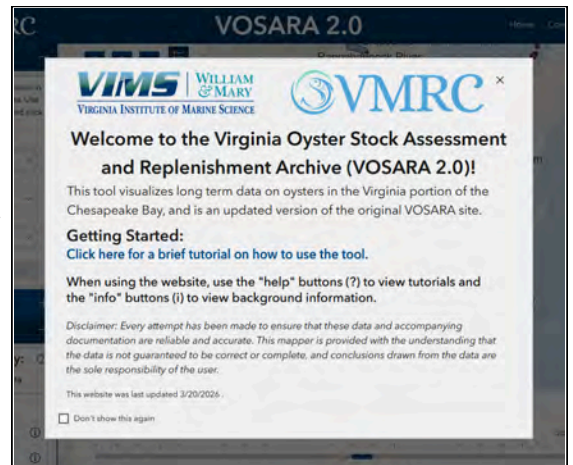 RC VOSARA 2.0 Home
VIMS WILLIAM & MARY
VIRGINIA INSTITUTE OF MARINE SCIENCE
VMRC ×
Welcome to the Virginia Oyster Stock Assessment
and Replenishment Archive (VOSARA 2.0)!
This tool visualizes long term data on oysters in the Virginia portion of the
Chesapeake Bay, and is an updated version of the original VOSARA site.
Getting Started:
Click here for a brief tutorial on how to use the tool.
When using the website, use the "help" buttons (?) to view tutorials and
the "info" buttons (i) to view background information.
Disclaimer: Every attempt has been made to ensure that these data and accompanying
documentation are reliable and accurate. This mapper is provided with the understanding that
the data is not guaranteed to be correct or complete, and conclusions drawn from the data are
the sole responsibility of the user.
This website was last updated 3/20/2026 .
Don't show this again